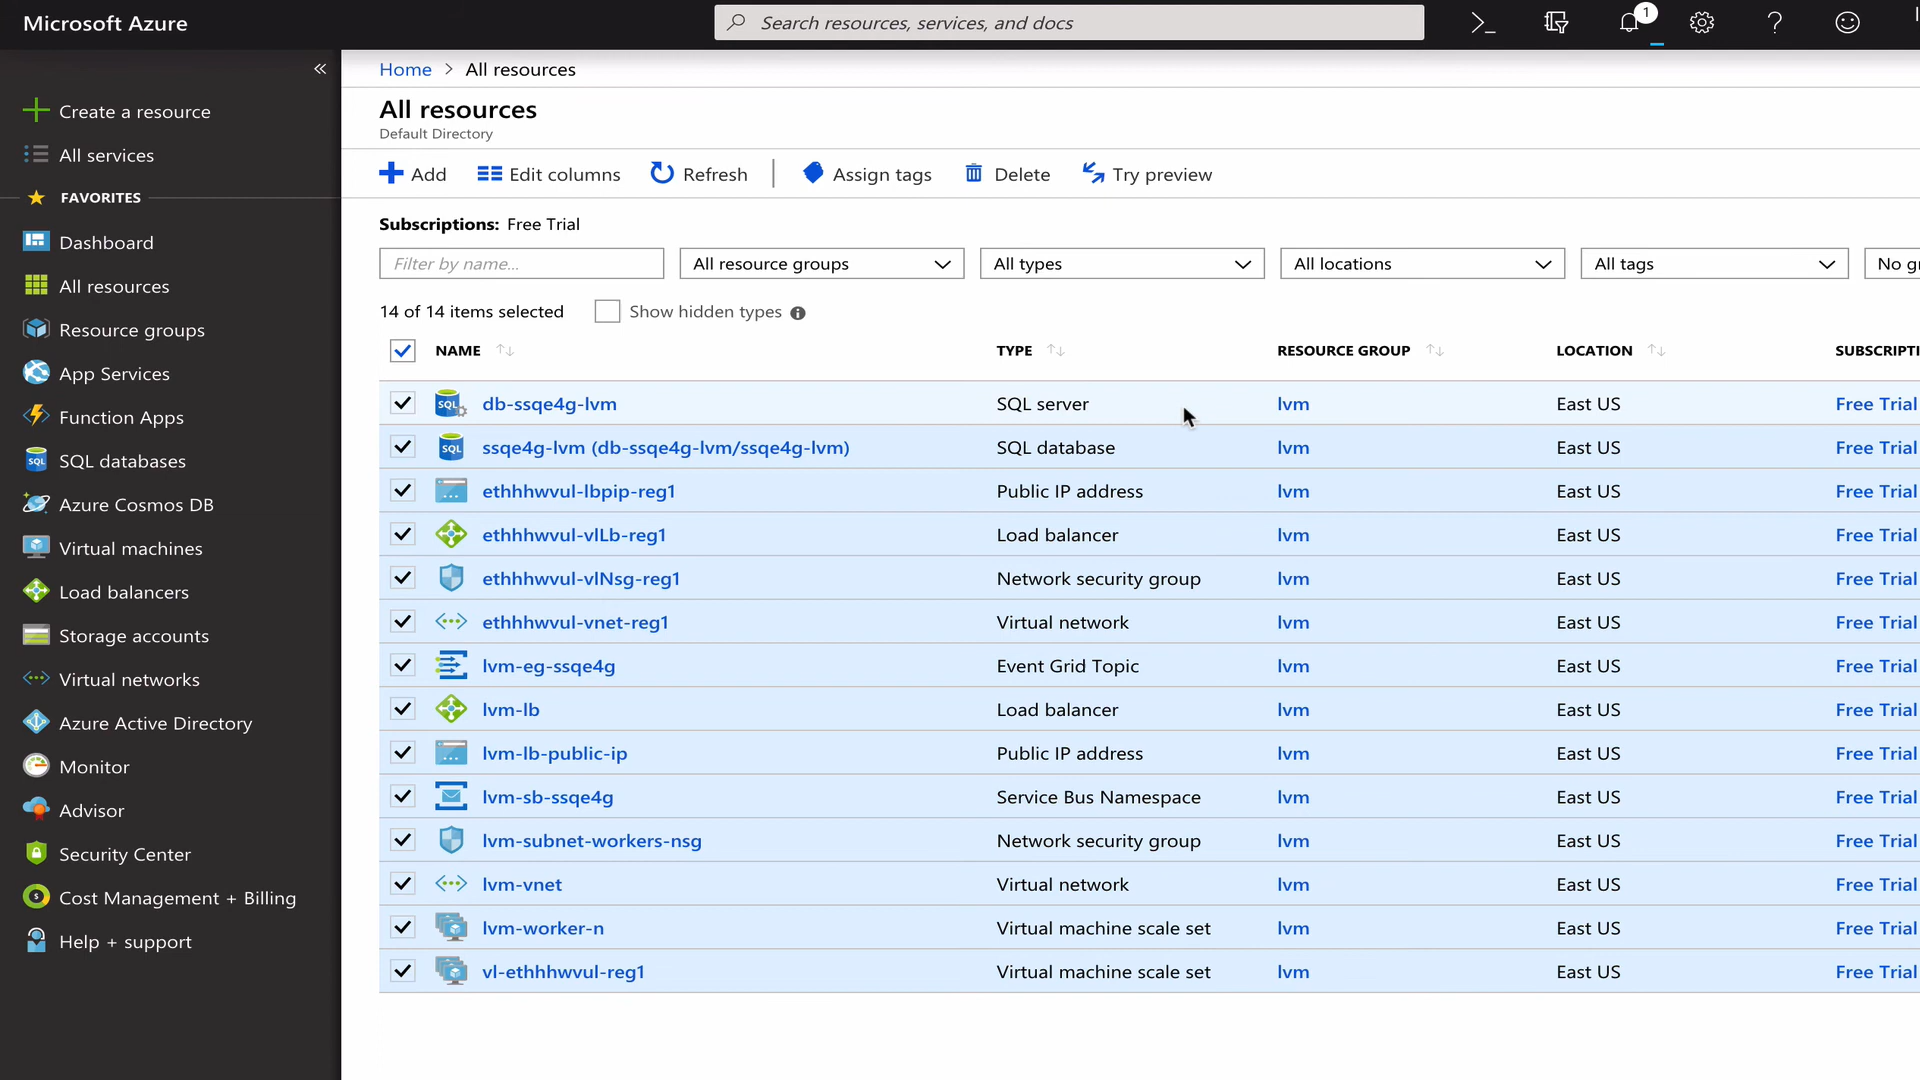 Microsoft Azure
Search resources, services, and docs
1
Create a resource
All services
FAVORITES
Dashboard
All resources
Resource groups
App Services
Function Apps
SQL databases
Azure Cosmos DB
Virtual machines
Load balancers
Storage accounts
Virtual networks
Azure Active Directory
Monitor
Advisor
Security Center
Cost Management + Billing
Help + support
Home > All resources
All resources
Default Directory
Add Edit columns Refresh Assign tags Delete Try preview
Subscriptions: Free Trial
Filter by name... All resource groups All types All locations All tags No
14 of 14 items selected Show hidden types
NAME TYPE RESOURCE GROUP LOCATION SUBSCRIPTI
db-ssqe4g-lvm SQL server lvm East US Free Trial
ssqe4g-lvm (db-ssqe4g-lvm/ssqe4g-lvm) SQL database lvm East US Free Trial
ethhhwvul-lbpip-reg1 Public IP address lvm East US Free Trial
ethhhwvul-vlLb-reg1 Load balancer lvm East US Free Trial
ethhhwvul-vlNsg-reg1 Network security group lvm East US Free Trial
ethhhwvul-vnet-reg1 Virtual network lvm East US Free Trial
lvm-eg-ssqe4g Event Grid Topic lvm East US Free Trial
lvm-lb Load balancer lvm East US Free Trial
lvm-lb-public-ip Public IP address lvm East US Free Trial
lvm-sb-ssqe4g Service Bus Namespace lvm East US Free Trial
lvm-subnet-workers-nsg Network security group lvm East US Free Trial
lvm-vnet Virtual network lvm East US Free Trial
lvm-worker-n Virtual machine scale set lvm East US Free Trial
vl-ethhhwvul-reg1 Virtual machine scale set lvm East US Free Trial